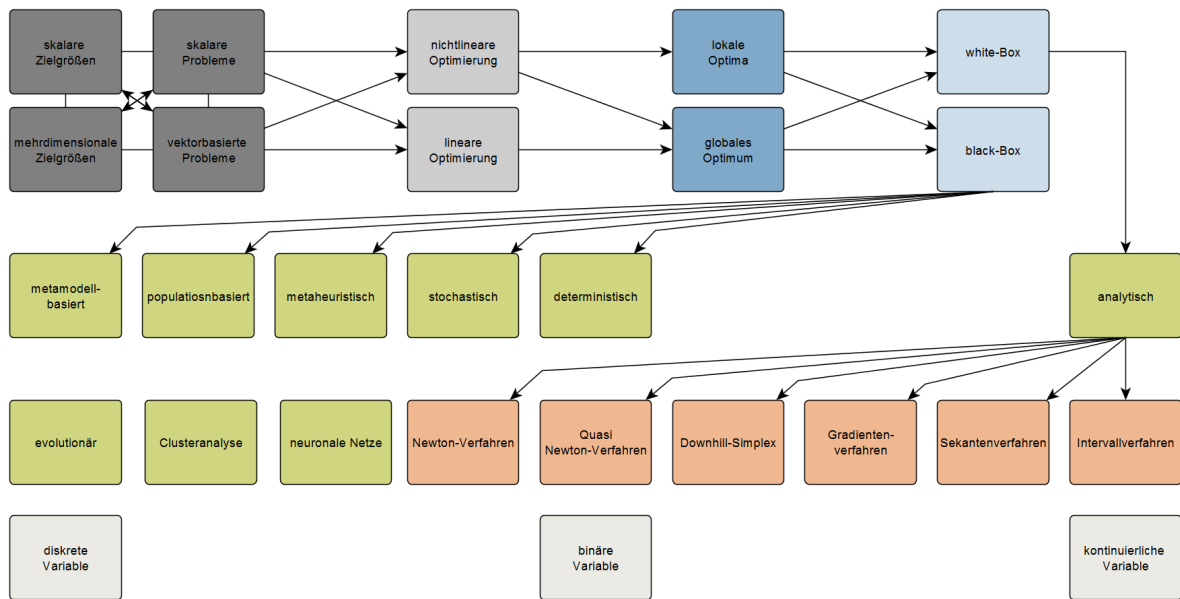 skalare
Zielgrößen
skalare
Probleme
nichtlineare
Optimierung
lokale
Optima
white-Box
mehrdimensionale
Zielgrößen
vektorbasierte
Probleme
lineare
Optimierung
globales
Optimum
black-Box
metamodell-
basiert
populatiosnbasiert
metaheuristisch
stochastisch
deterministisch
analytisch
evolutionär
Clusteranalyse
neuronale Netze
Newton-Verfahren
Quasi
Newton-Verfahren
Downhill-Simplex
Gradienten-
verfahren
Sekantenverfahren
Intervallverfahren
diskrete
Variable
binäre
Variable
kontinuierliche
Variable